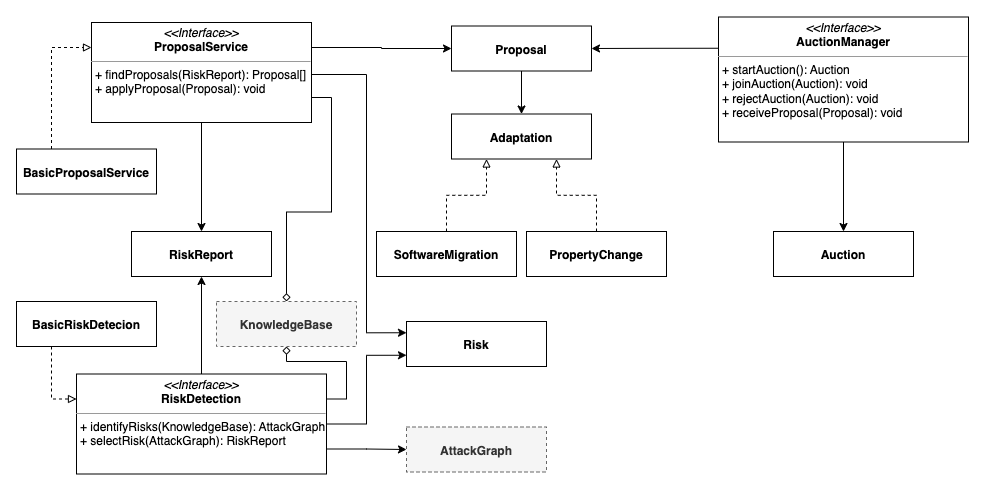 <<Interface>>
ProposalService
+ findProposals(RiskReport): Proposal[]
+ applyProposal(Proposal): void
Proposal
<<Interface>>
AuctionManager
+ startAuction(): Auction
+ joinAuction(Auction): void
+ rejectAuction(Auction): void
+ receiveProposal(Proposal): void
Adaptation
BasicProposalService
RiskReport
SoftwareMigration
PropertyChange
Auction
BasicRiskDetecion
KnowledgeBase
Risk
<<Interface>>
RiskDetection
+ identifyRisks(KnowledgeBase): AttackGraph
+ selectRisk(AttackGraph): RiskReport
AttackGraph